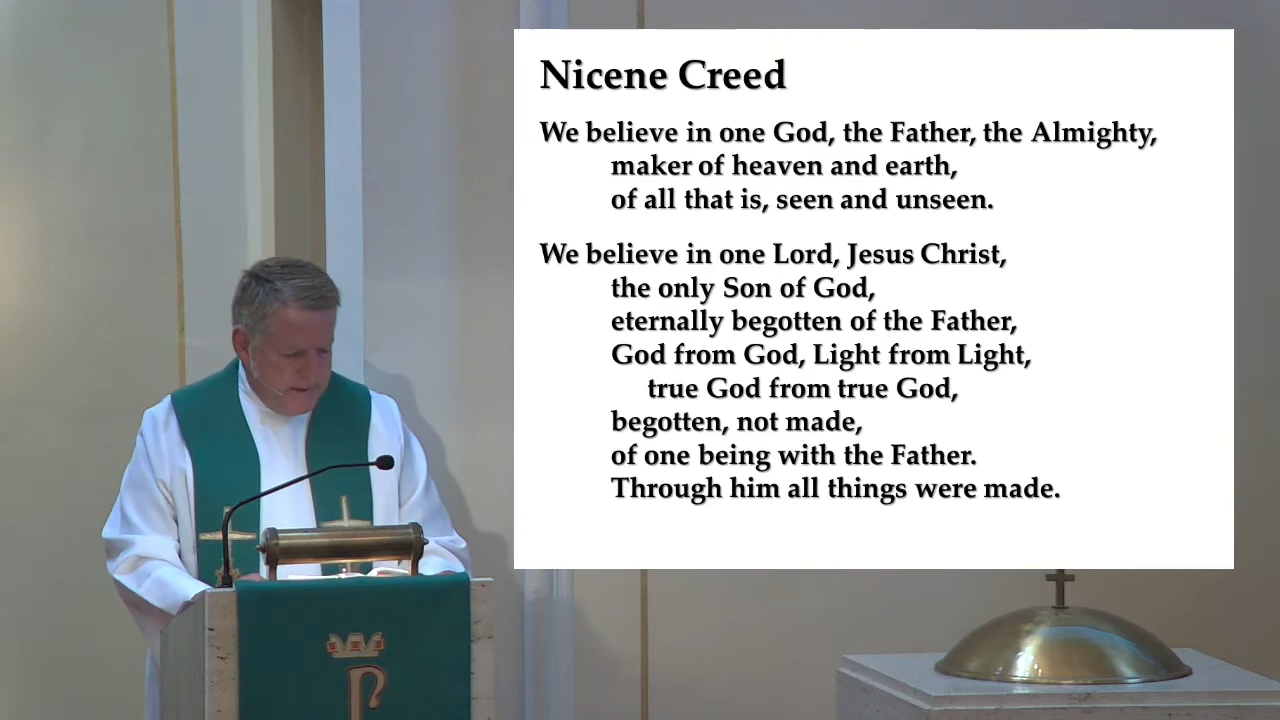 Nicene Creed
We believe in one God, the Father, the Almighty,
maker of heaven and earth,
of all that is, seen and unseen.
We believe in one Lord, Jesus Christ,
the only Son of God,
eternally begotten of the Father,
God from God, Light from Light,
true God from true God,
begotten, not made,
of one being with the Father.
Through him all things were made.